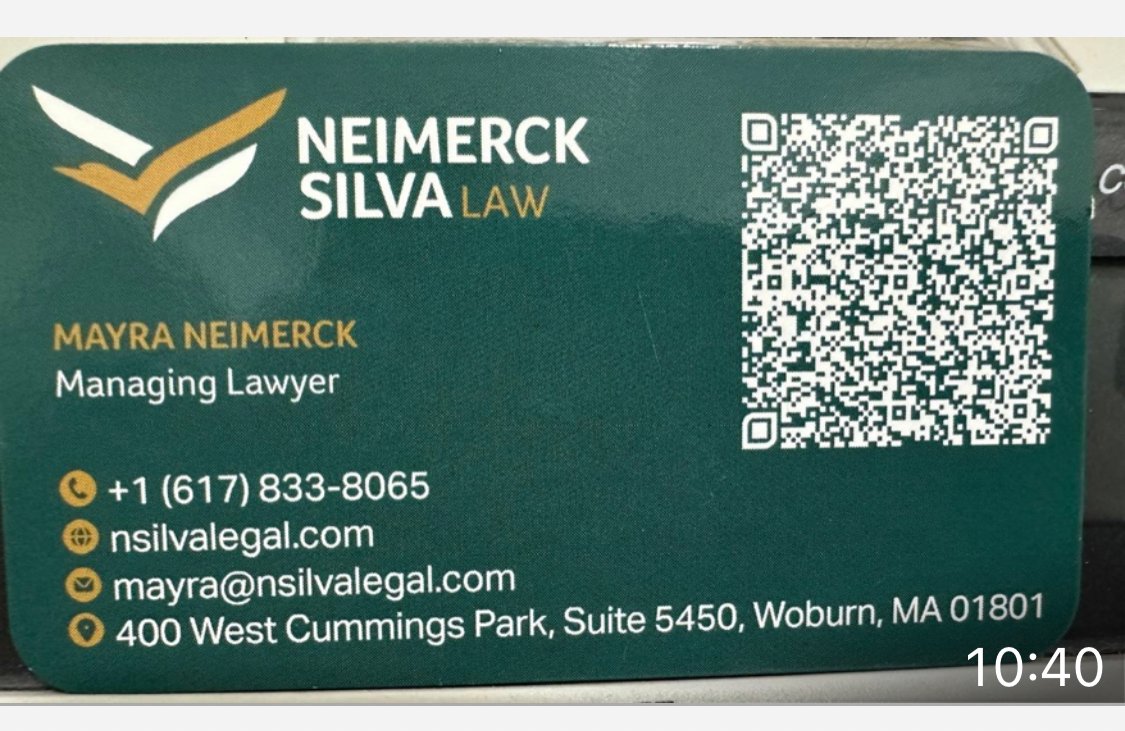 NEIMERCK
SILVA LAW
MAYRA NEIMERCK
Managing Lawyer
+1 (617) 833-8065
nsilvalegal.com
mayra@nsilvalegal.com
400 West Cummings Park, Suite 5450, Woburn, MA 01801
10:40